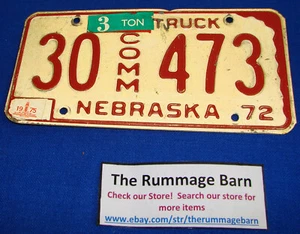 3 TON TRUCK
30 COMM 473
19 75
NEBRASKA 72
The Rummage Barn
Check our Store! Search our store for
more items
www.ebay.com/str/therummagebarn